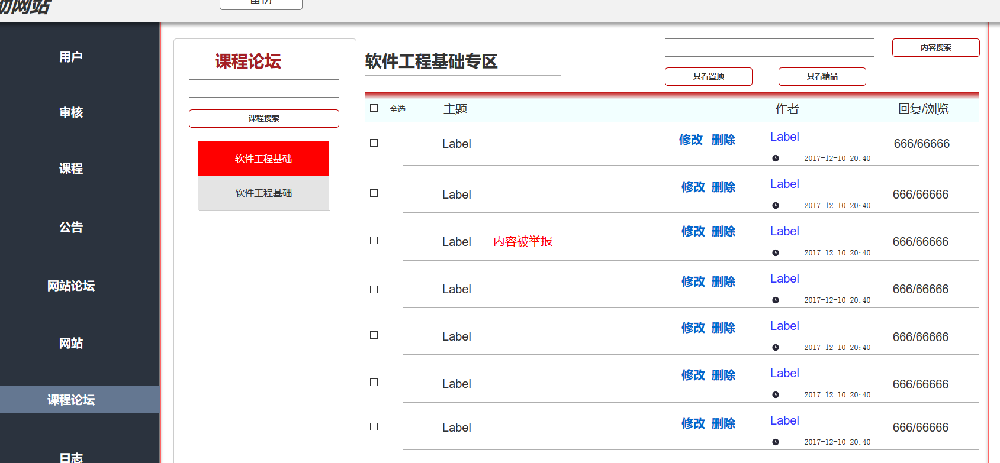 网站
用户
审核
课程
公告
网站论坛
网站
课程论坛
日志
课程论坛
课程搜索
软件工程基础
软件工程基础
软件工程基础专区
内容搜索
只看置顶
只看精品
全选 主题 作者 回复/浏览
Label 修改 删除 Label 666/66666
2017-12-10 20:40
Label 修改 删除 Label 666/66666
2017-12-10 20:40
Label 内容被举报 修改 删除 Label 666/66666
2017-12-10 20:40
Label 修改 删除 Label 666/66666
2017-12-10 20:40
Label 修改 删除 Label 666/66666
2017-12-10 20:40
Label 修改 删除 Label 666/66666
2017-12-10 20:40
Label 修改 删除 Label 666/66666
2017-12-10 20:40